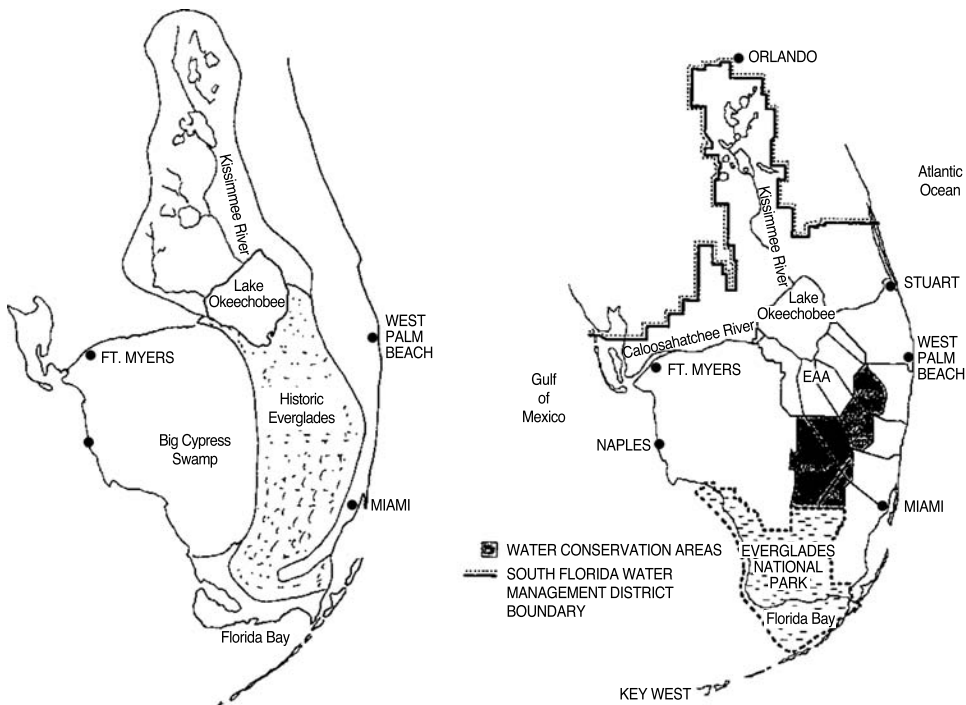 Kissimmee River
Lake
Okeechobee
WEST
PALM
BEACH
FT. MYERS
Historic
Everglades
Big Cypress
Swamp
MIAMI
Florida Bay
ORLANDO
Atlantic
Ocean
Kissimmee River
STUART
Lake
Okeechobee
Caloosahatchee River
WEST
PALM
BEACH
FT. MYERS
EAA
Gulf
of
Mexico
NAPLES
MIAMI
WATER CONSERVATION AREAS
SOUTH FLORIDA WATER
MANAGEMENT DISTRICT
BOUNDARY
EVERGLADES
NATIONAL
PARK
Florida Bay
KEY WEST